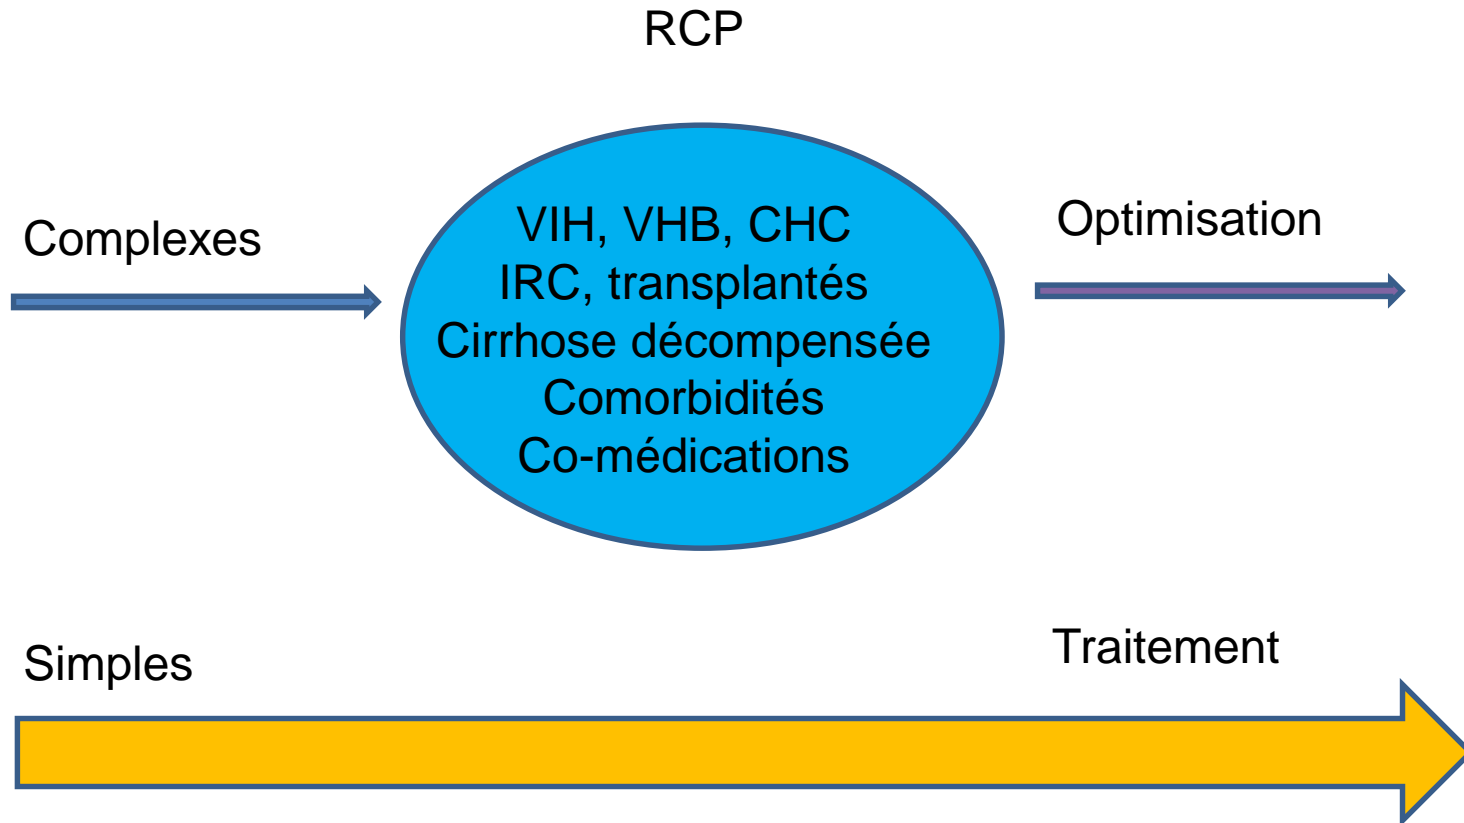 RCP
Complexes
VIH, VHB, CHC
IRC, transplantés
Cirrhose décompensée
Comorbidités
Co-médications
Optimisation
Simples
Traitement